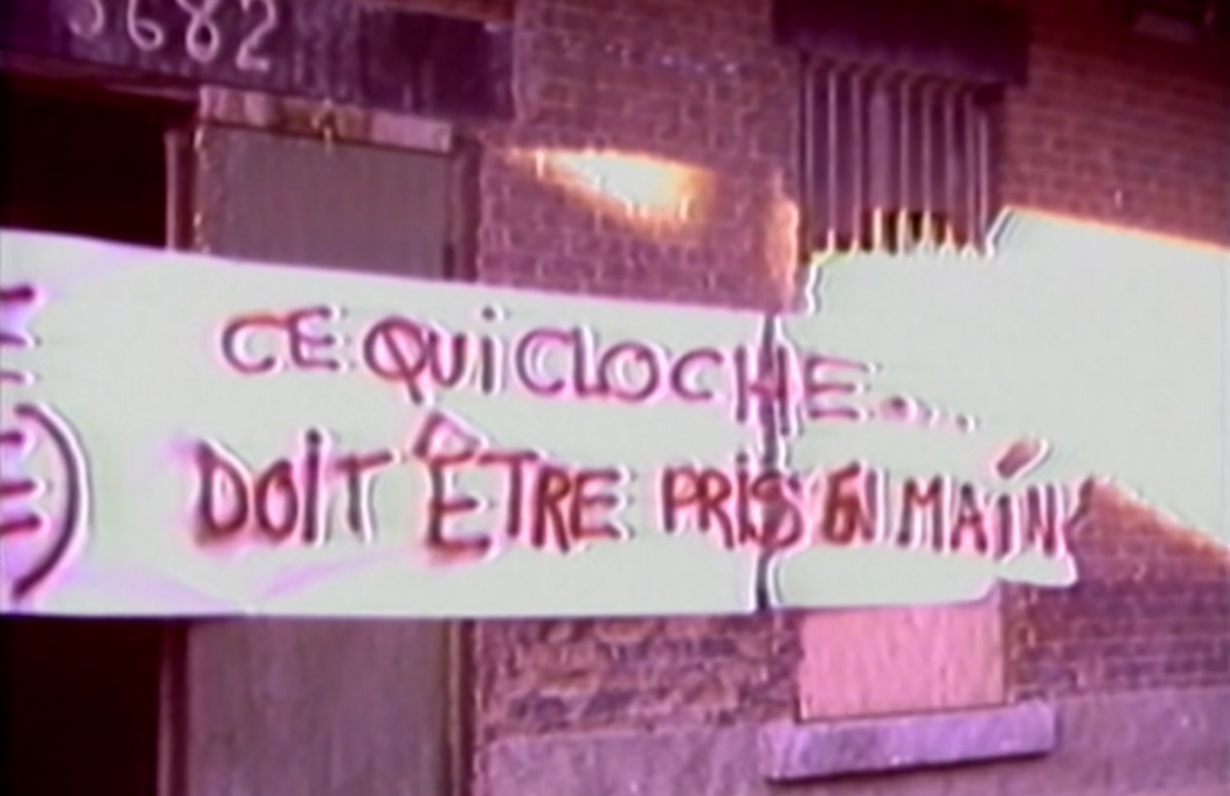 5682
CE QUI CLOCHE...
DOIT ÊTRE PRIS EN MAIN